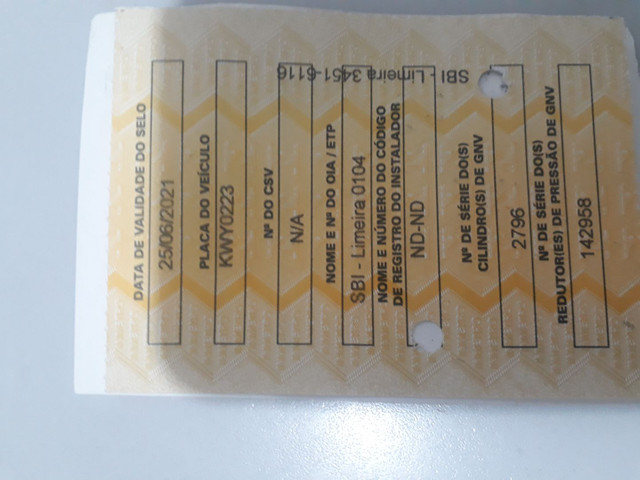 DATA DE VALIDADE DO SELO
25/06/2021
PLACA DO VEÍCULO
KWY0223
Nº DO CSV
N/A
NOME E Nº DO OIA / ETP
SBI - Limeira 0104
NOME E NÚMERO DO CÓDIGO
DE REGISTRO DO INSTALADOR
ND-ND
Nº DE SÉRIE DO(S)
CILINDRO(S) DE GNV
2796
Nº DE SÉRIE DO(S)
REDUTOR(ES) DE PRESSÃO DE GNV
142958
SBI - Limeira 3451-6116